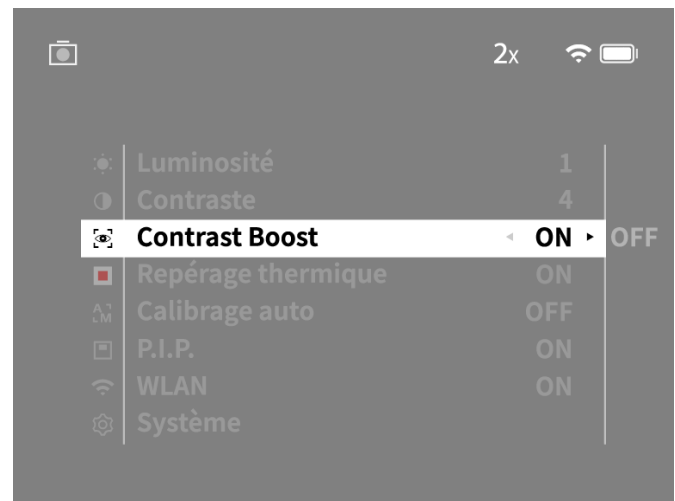 2x
Luminosité 1
Contraste 4
Contrast Boost ON OFF
Repérage thermique ON
Calibrage auto OFF
P.I.P. ON
WLAN ON
Système